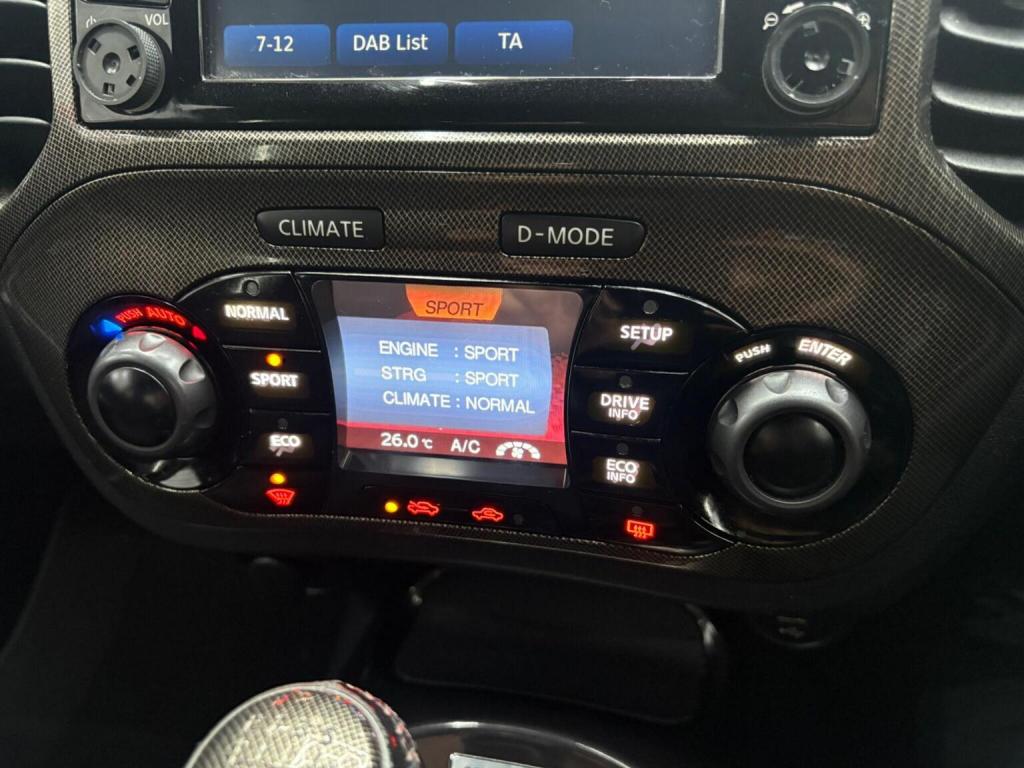 VOL
7-12
DAB List
TA
CLIMATE
D-MODE
PUSH AUTO
NORMAL
SPORT
ECO
SPORT
ENGINE : SPORT
STRG : SPORT
CLIMATE : NORMAL
26.0 °C A/C
SETUP
DRIVE
INFO
ECO
INFO
PUSH ENTER